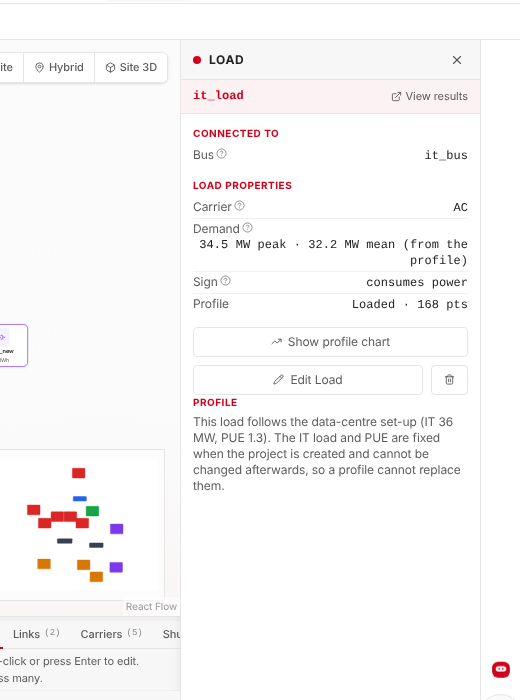 ite
Hybrid
Site 3D
LOAD
it_load
View results
CONNECTED TO
Bus
it_bus
LOAD PROPERTIES
Carrier
AC
Demand
34.5 MW peak · 32.2 MW mean (from the
profile)
Sign
consumes power
Profile
Loaded · 168 pts
Show profile chart
Edit Load
PROFILE
This load follows the data-centre set-up (IT 36
MW, PUE 1.3). The IT load and PUE are fixed
when the project is created and cannot be
changed afterwards, so a profile cannot replace
them.
_new
Wh
React Flow
Links (2)
Carriers (5)
Shu
-click or press Enter to edit.
ss many.